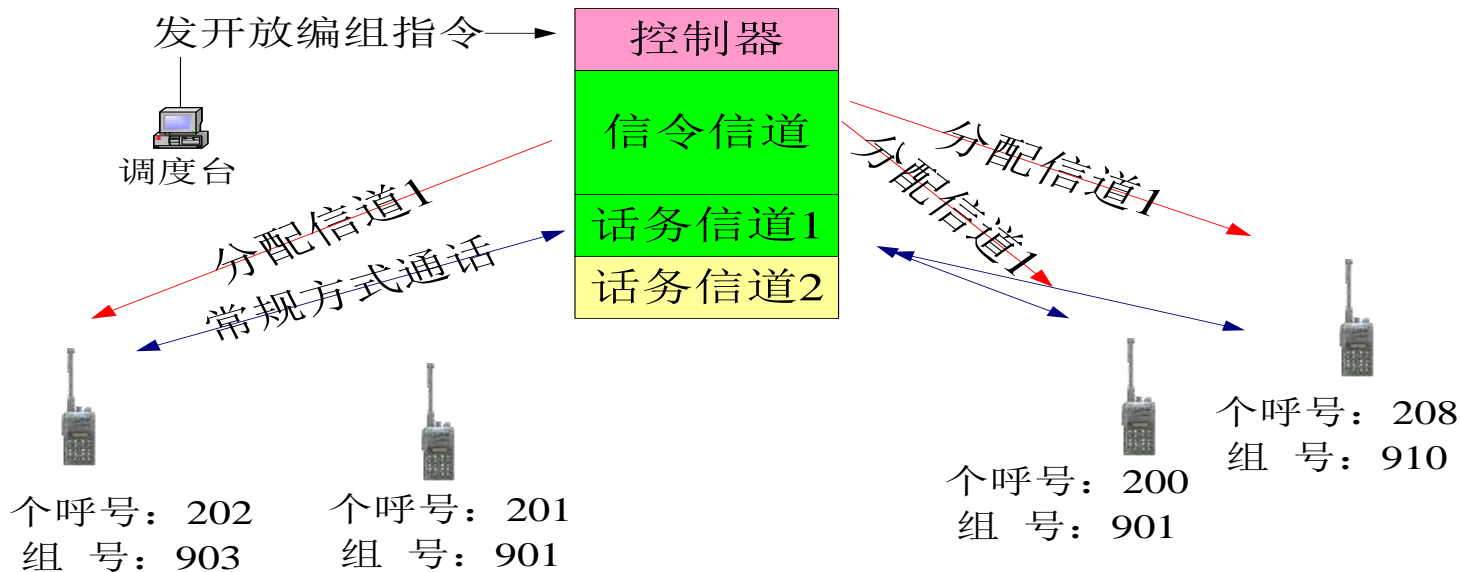 发开放编组指令
控制器
调度台
信令信道
分配信道1
分配信道1
分配信道1
话务信道1
常规方式通话
话务信道2
个呼号：202
组 号：903
个呼号：201
组 号：901
个呼号：200
组 号：901
个呼号：208
组 号：910